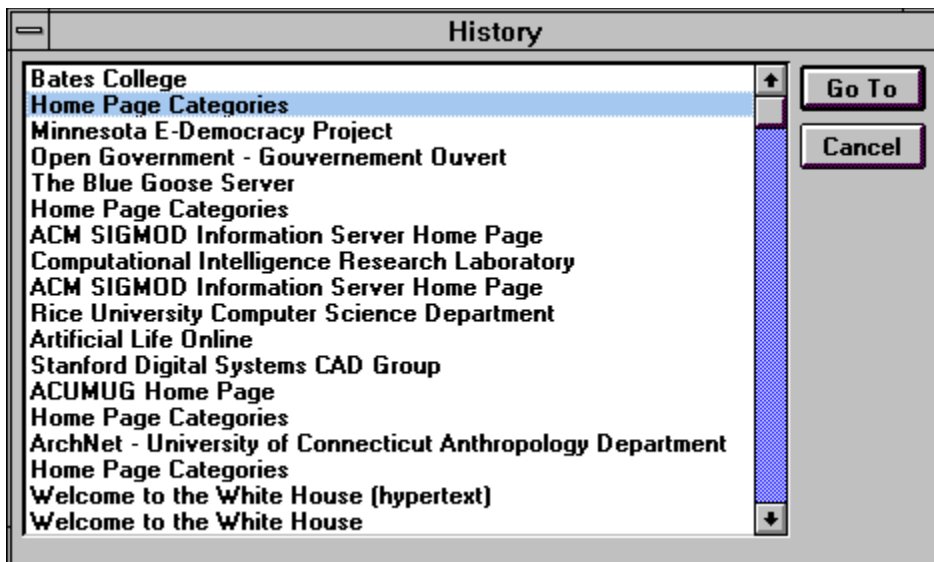 History
Bates College
Home Page Categories
Minnesota E-Democracy Project
Open Government - Gouvernement Ouvert
The Blue Goose Server
Home Page Categories
ACM SIGMOD Information Server Home Page
Computational Intelligence Research Laboratory
ACM SIGMOD Information Server Home Page
Rice University Computer Science Department
Artificial Life Online
Stanford Digital Systems CAD Group
ACUMUG Home Page
Home Page Categories
ArchNet - University of Connecticut Anthropology Department
Home Page Categories
Welcome to the White House (hypertext)
Welcome to the White House
Go To
Cancel